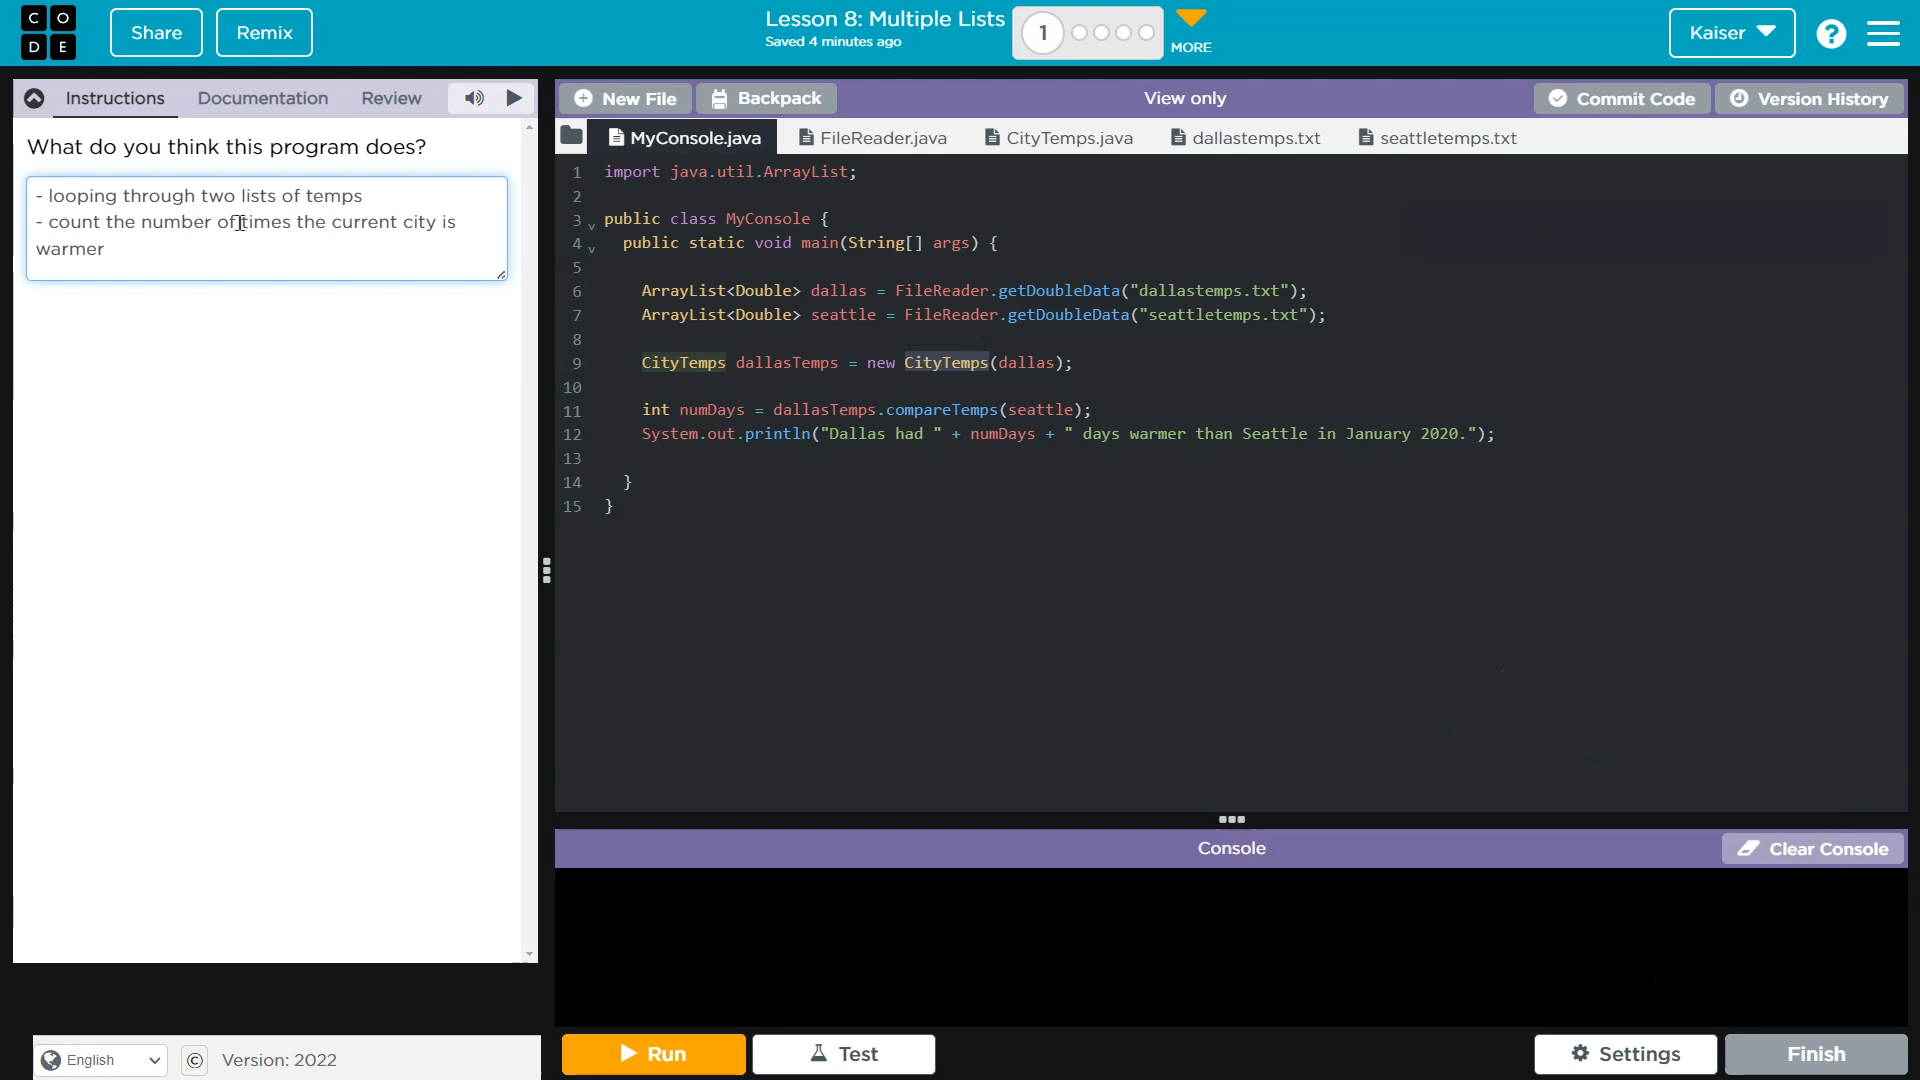 C O
D E
Share
Remix
Lesson 8: Multiple Lists
Saved 4 minutes ago
1
MORE
Kaiser
?
Instructions
Documentation
Review
New File
Backpack
View only
Commit Code
Version History
MyConsole.java
FileReader.java
CityTemps.java
dallastemps.txt
seattletemps.txt
What do you think this program does?
- looping through two lists of temps
- count the number of times the current city is
warmer
1 import java.util.ArrayList;
2
3 public class MyConsole {
4 public static void main(String[] args) {
5
6 ArrayList<Double> dallas = FileReader.getDoubleData("dallastemps.txt");
7 ArrayList<Double> seattle = FileReader.getDoubleData("seattletemps.txt");
8
9 CityTemps dallasTemps = new CityTemps(dallas);
10
11 int numDays = dallasTemps.compareTemps(seattle);
12 System.out.println("Dallas had " + numDays + " days warmer than Seattle in January 2020.");
13
14 }
15 }
Console
Clear Console
English
©
Version: 2022
Run
Test
Settings
Finish